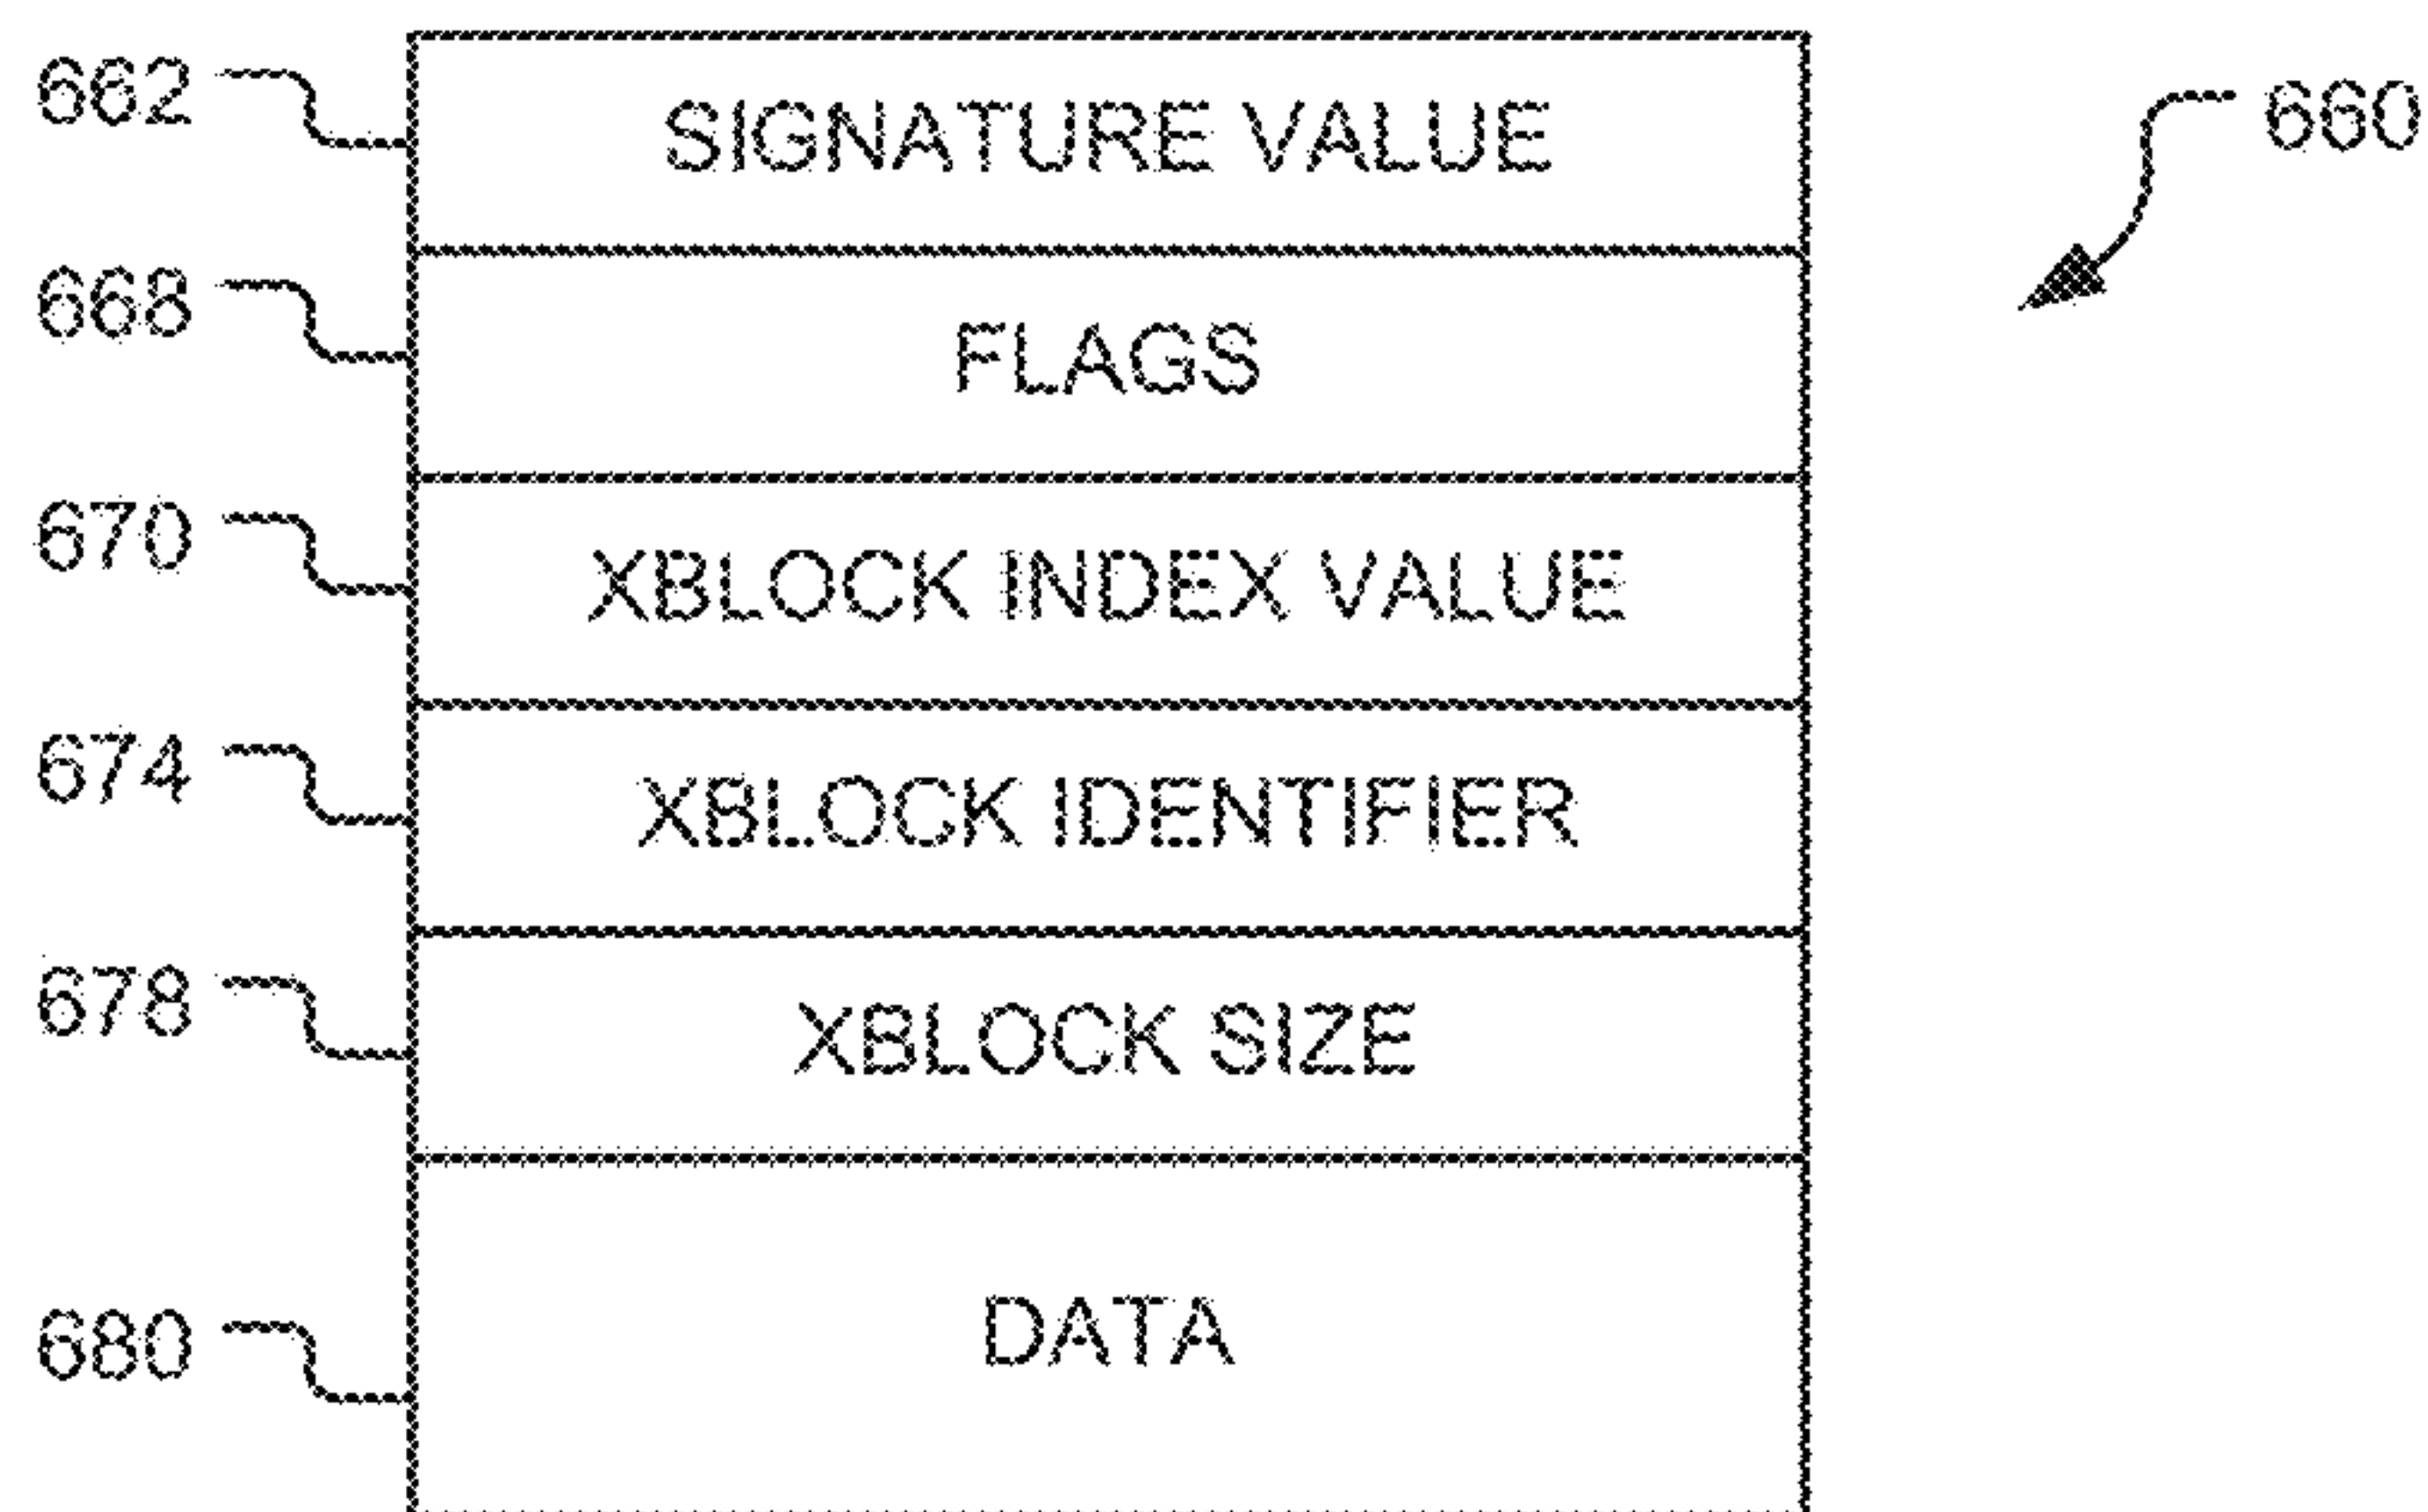 662 SIGNATURE VALUE 660
668 FLAGS
670 XBLOCK INDEX VALUE
674 XBLOCK IDENTIFIER
678 XBLOCK SIZE
680 DATA